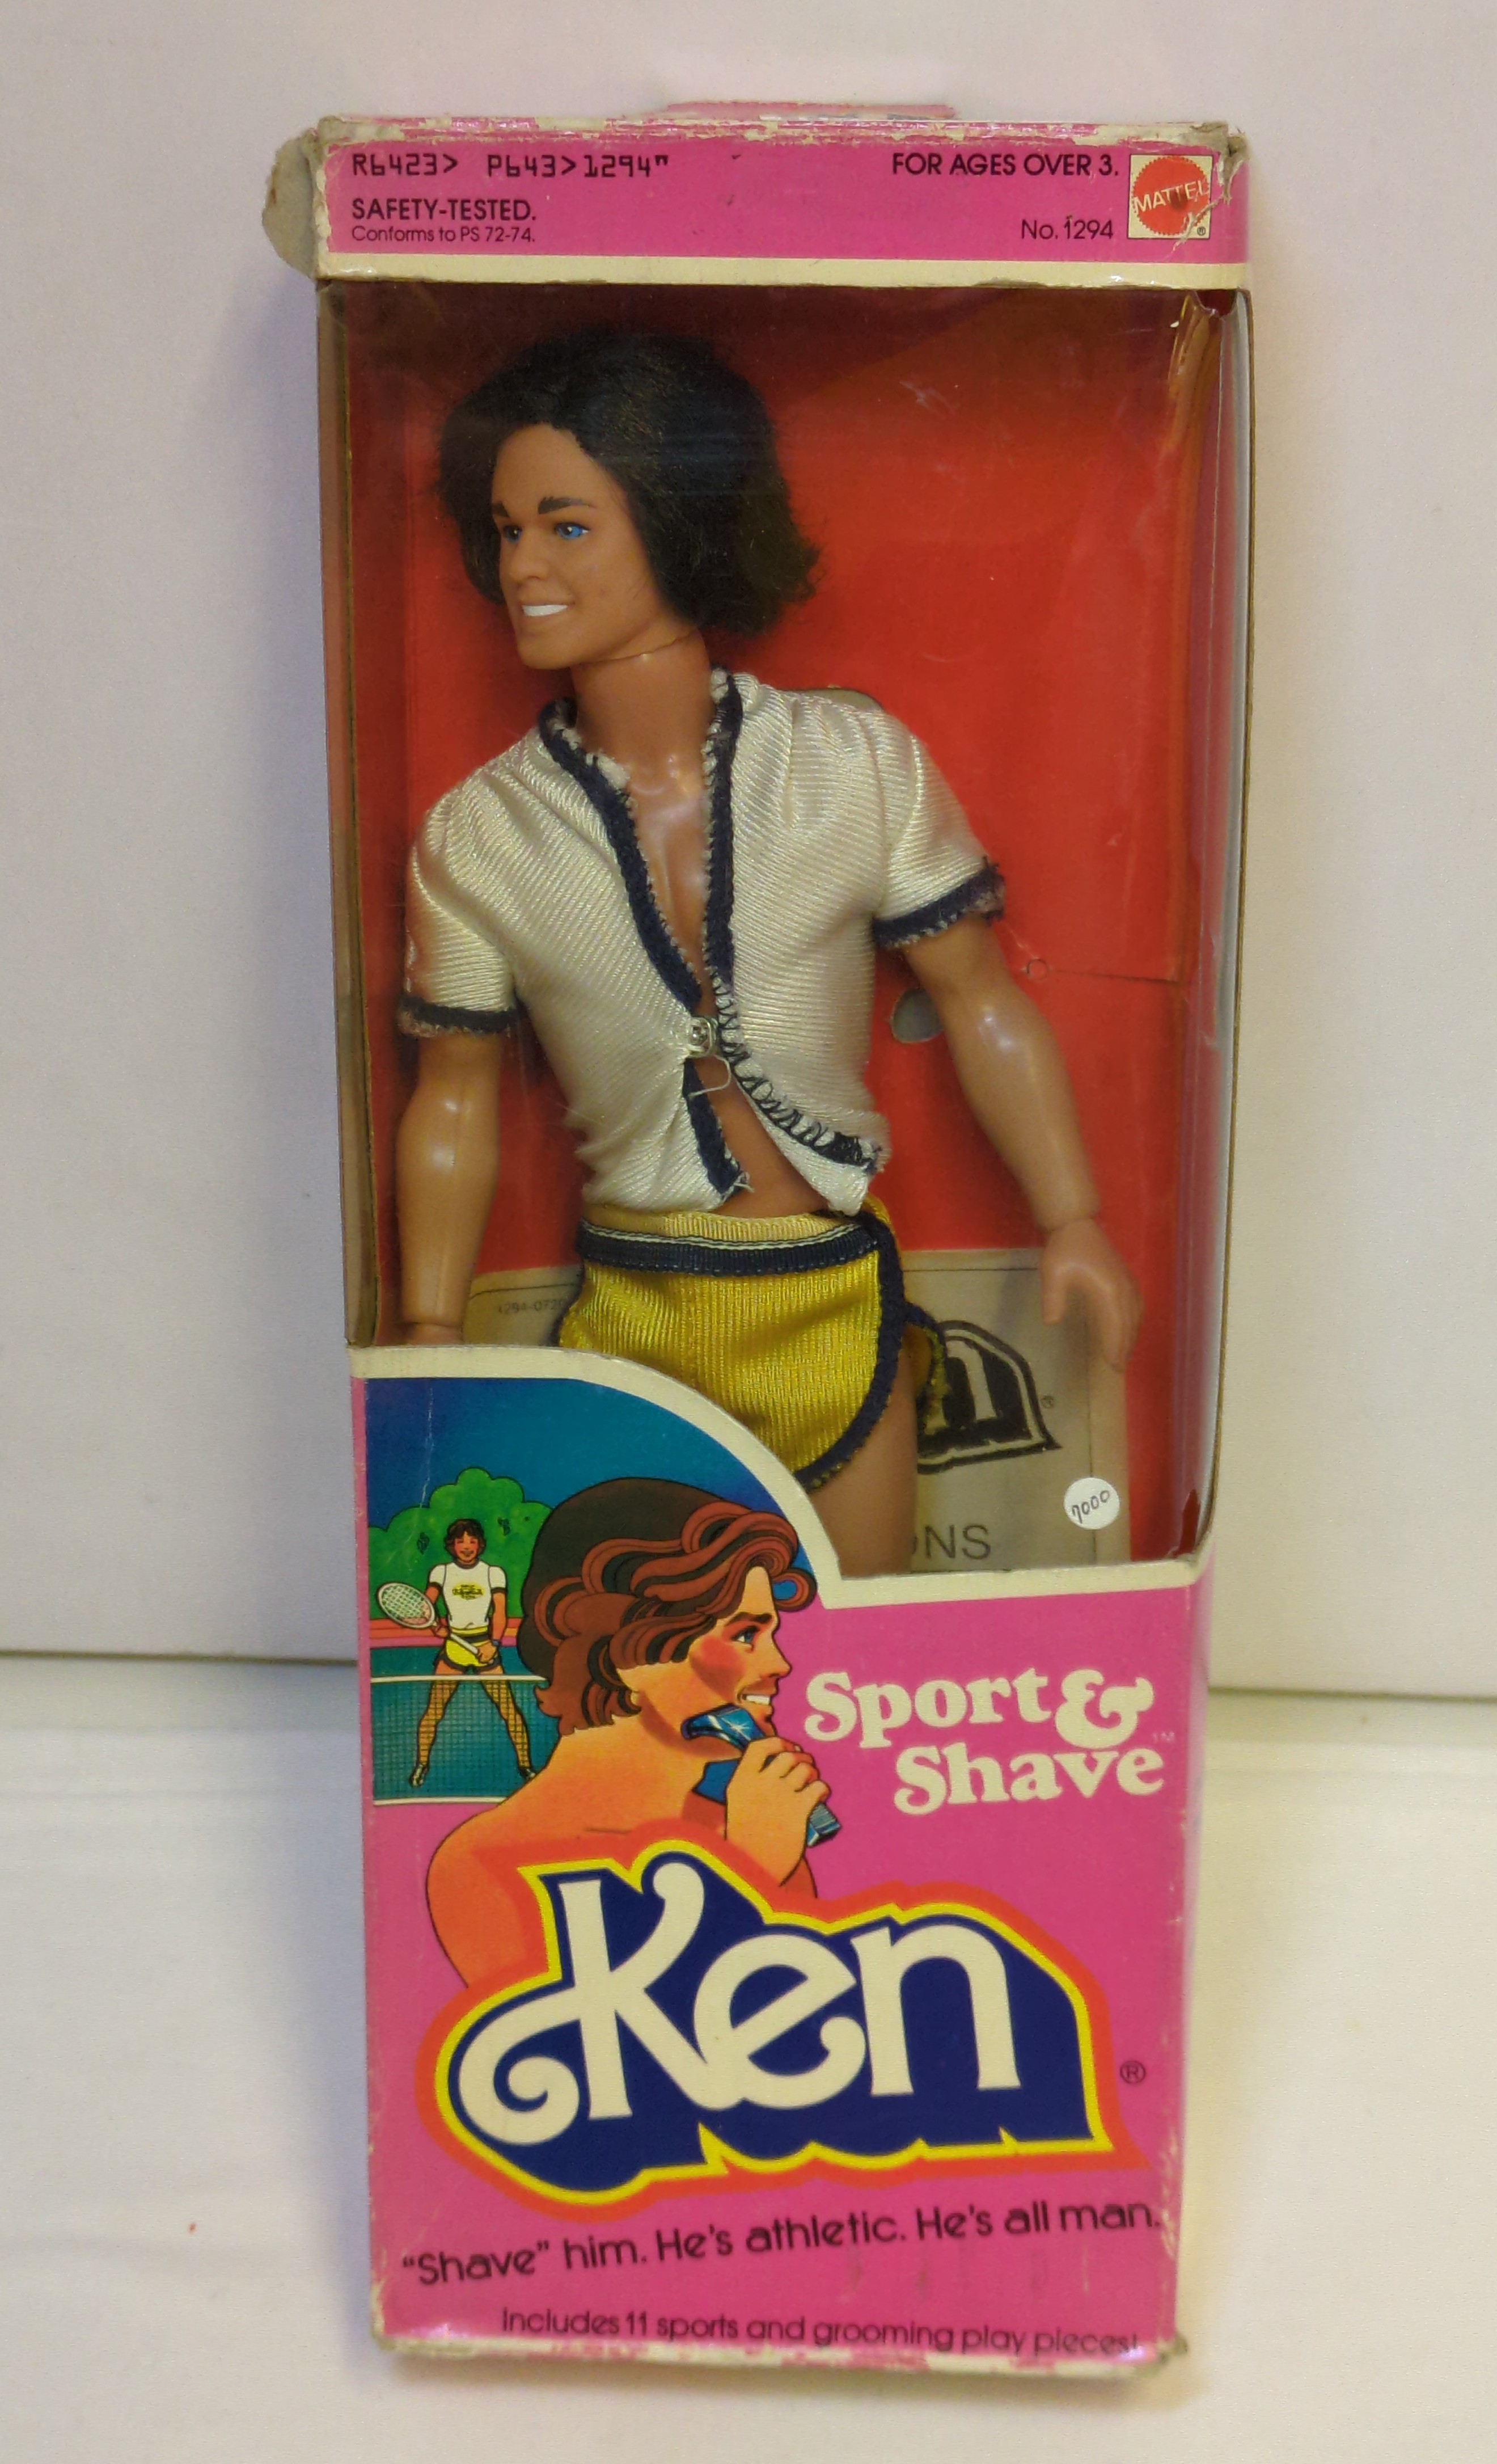 R6423> P643>1294"
FOR AGES OVER 3.
MATTEL
®
SAFETY-TESTED.
Conforms to PS 72-74.
No. 1294
n
®
7000
Sport &
Shave
TM
Ken
®
"Shave" him. He's athletic. He's all man.
Includes 11 sports and grooming play pieces!